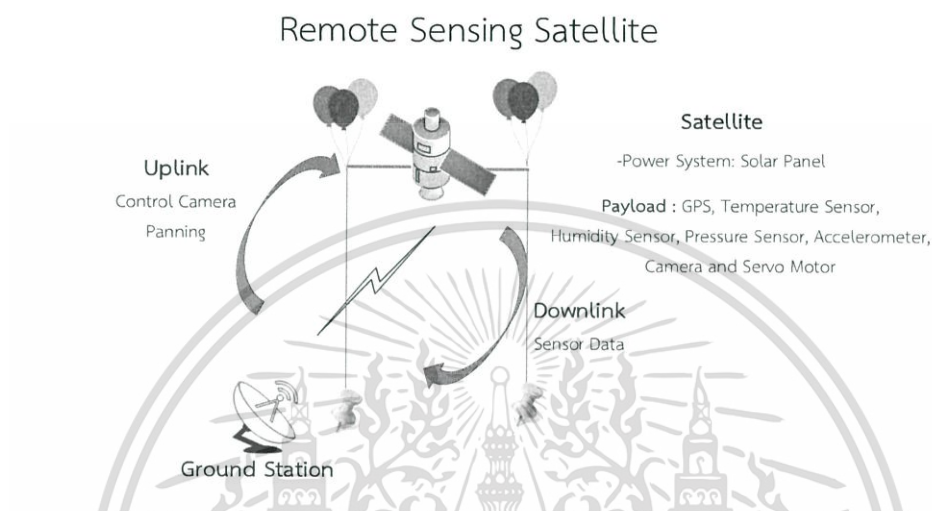 Remote Sensing Satellite
Uplink
Control Camera
Panning
Satellite
-Power System: Solar Panel
Payload : GPS, Temperature Sensor,
Humidity Sensor, Pressure Sensor, Accelerometer,
Camera and Servo Motor
Downlink
Sensor Data
Ground Station